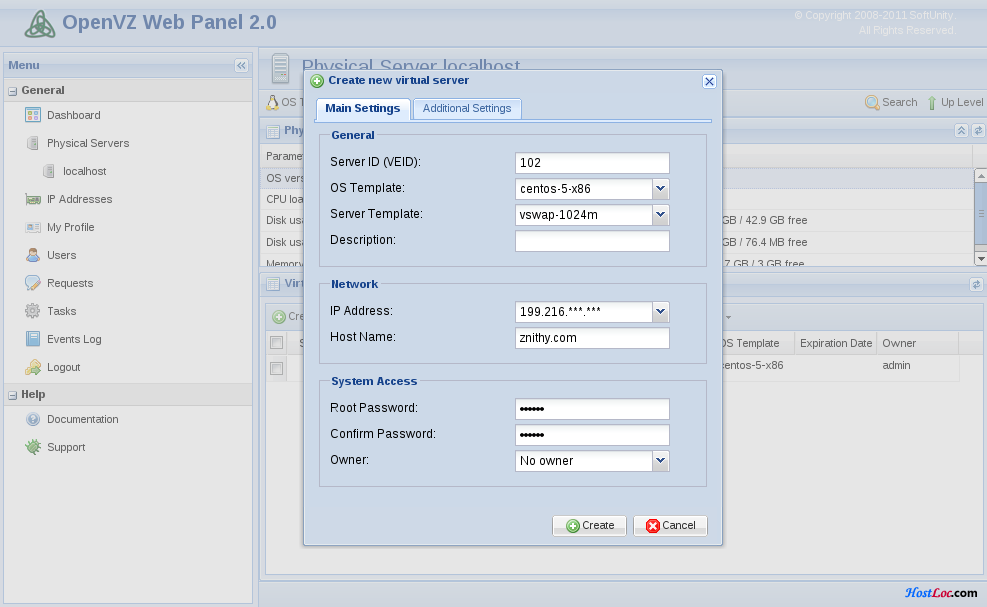 OpenVZ Web Panel 2.0
© Copyright 2008-2011 SoftUnity
All Rights Reserved
Menu
General
Dashboard
Physical Servers
localhost
IP Addresses
My Profile
Users
Requests
Tasks
Events Log
Logout
Help
Documentation
Support
Physical Server localhost
OS T
Search
Up Level
Phy
Parame
OS vers
CPU loa
Disk usa
GB / 42.9 GB free
Disk usa
GB / 76.4 MB free
Memory
7 GB / 3 GB free
Virt
Cre
S
OS Template
Expiration Date
Owner
centos-5-x86
admin
Create new virtual server
Main Settings
Additional Settings
General
Server ID (VEID):
102
OS Template:
centos-5-x86
Server Template:
vswap-1024m
Description:
Network
IP Address:
199.216.***.***
Host Name:
znithy.com
System Access
Root Password:
••••••
Confirm Password:
••••••
Owner:
No owner
Create
Cancel
HostLoc.com